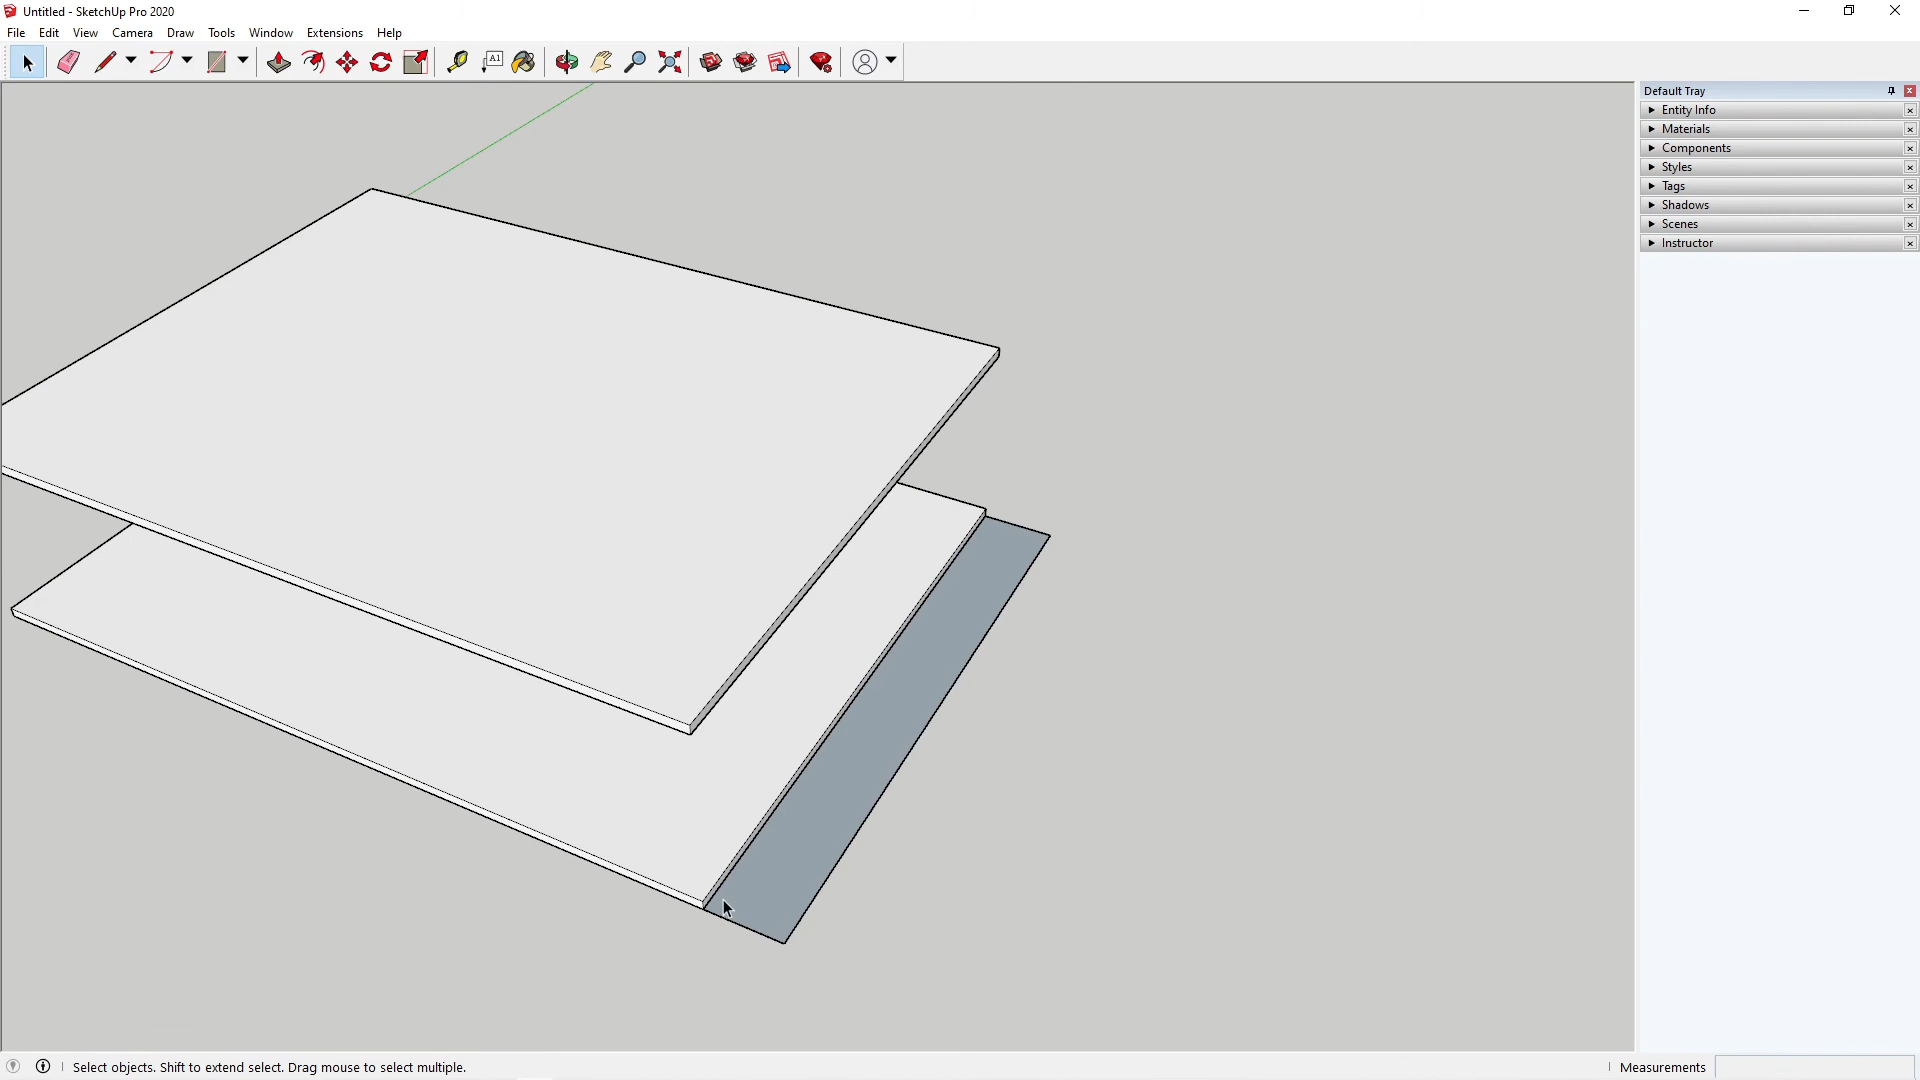 Untitled - SketchUp Pro 2020
File Edit View Camera Draw Tools Window Extensions Help
A1
Default Tray
Entity Info
Materials
Components
Styles
Tags
Shadows
Scenes
Instructor
Select objects. Shift to extend select. Drag mouse to select multiple.
Measurements